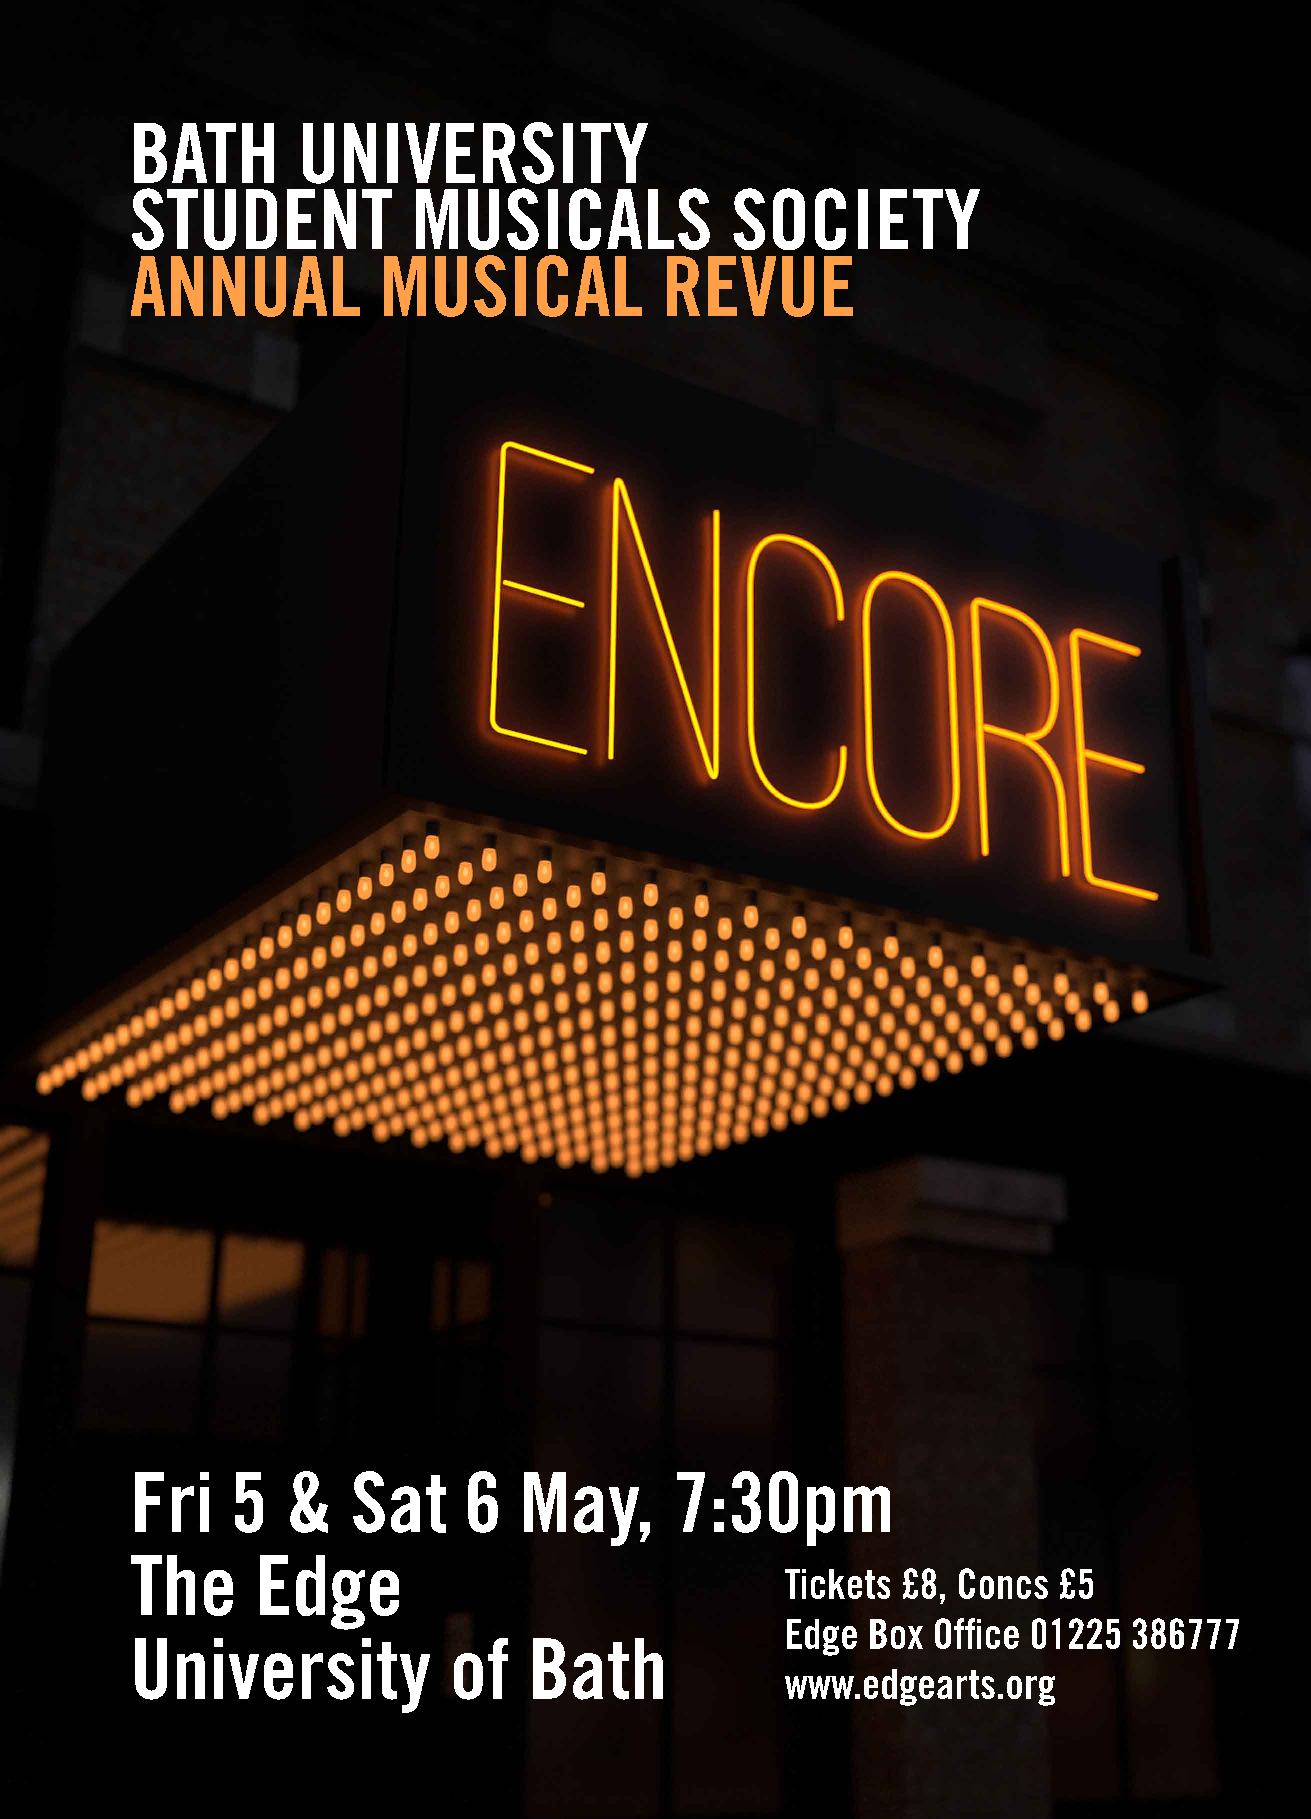 BATH UNIVERSITY
STUDENT MUSICALS SOCIETY
ANNUAL MUSICAL REVUE
ENCORE
Fri 5 & Sat 6 May, 7:30pm
The Edge
University of Bath
Tickets £8, Concs £5
Edge Box Office 01225 386777
www.edgearts.org